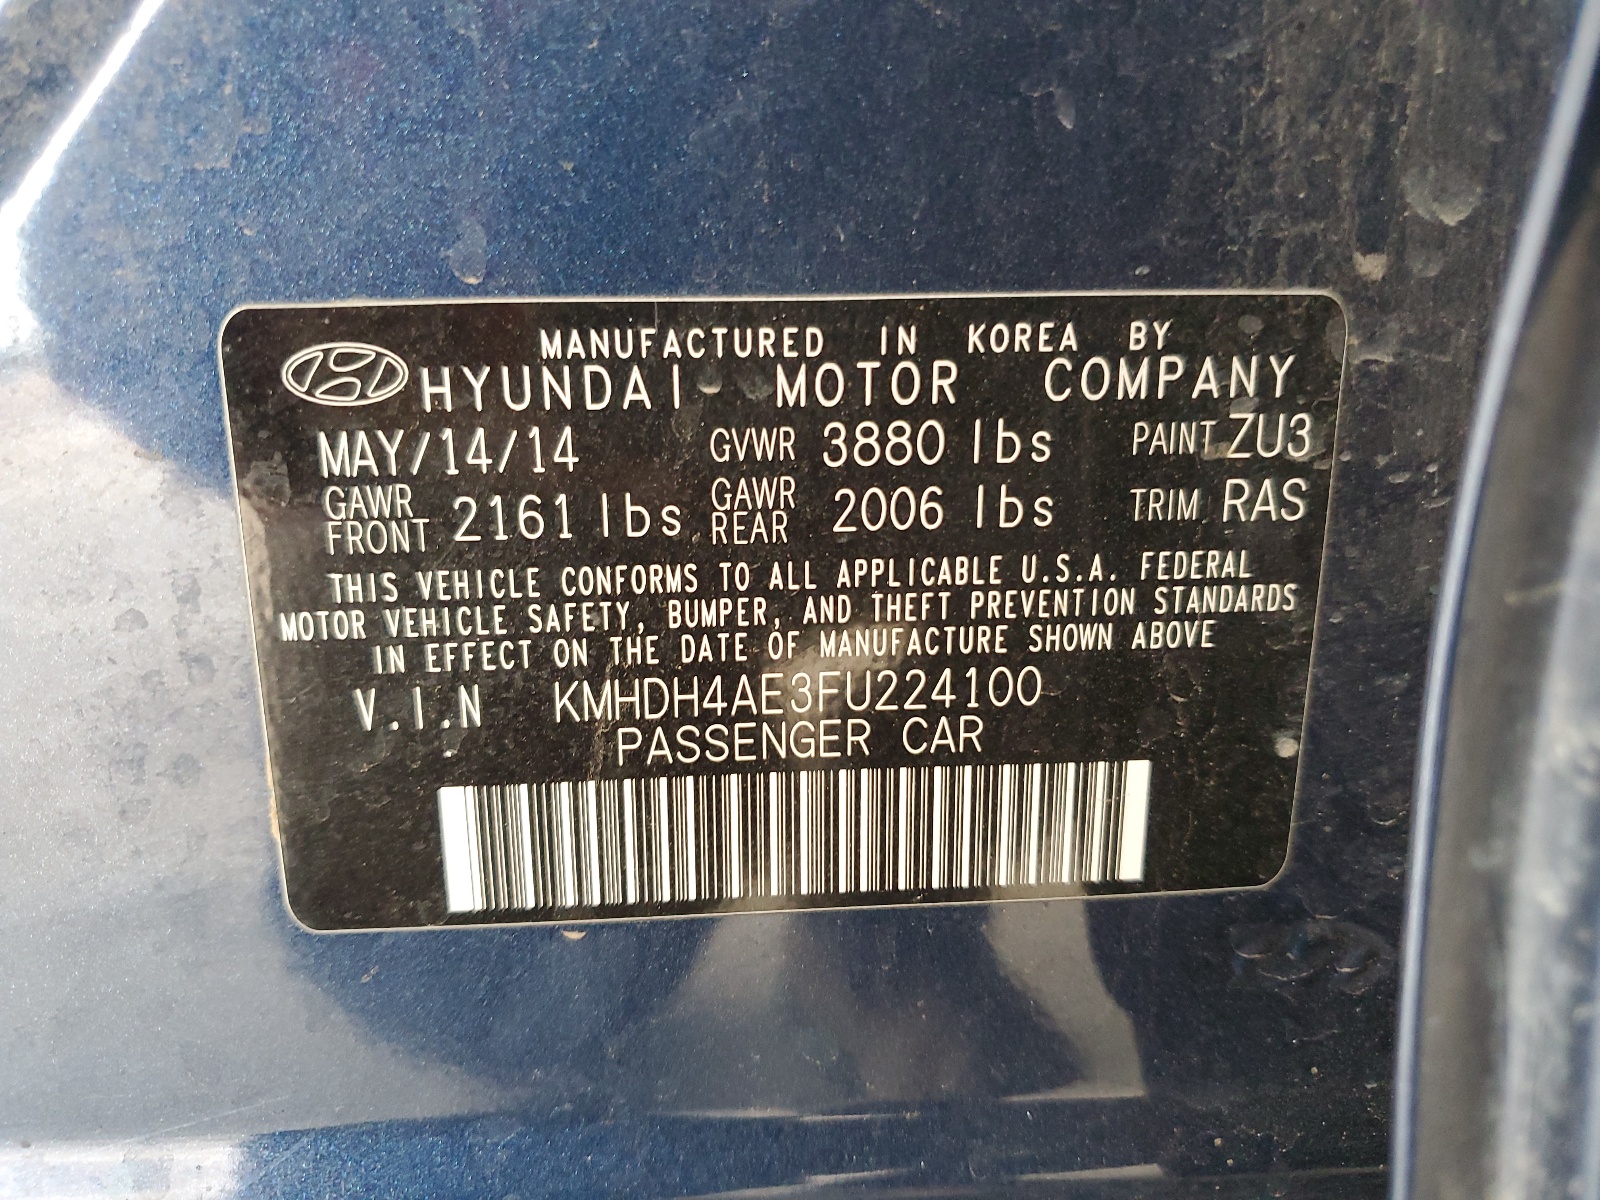 MANUFACTURED IN KOREA BY
HYUNDAI MOTOR COMPANY
MAY/14/14 GVWR 3880 lbs PAINT ZU3
GAWR FRONT 2161 lbs GAWR REAR 2006 lbs TRIM RAS
THIS VEHICLE CONFORMS TO ALL APPLICABLE U.S.A. FEDERAL
MOTOR VEHICLE SAFETY, BUMPER, AND THEFT PREVENTION STANDARDS
IN EFFECT ON THE DATE OF MANUFACTURE SHOWN ABOVE
V.I.N KMHDH4AE3FU224100
PASSENGER CAR